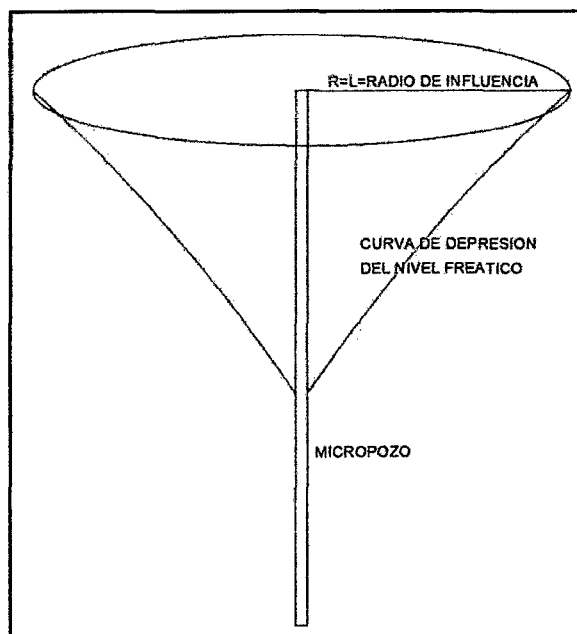 R=L=RADIO DE INFLUENCIA
CURVA DE DEPRESION
DEL NIVEL FREATICO
MICROPOZO